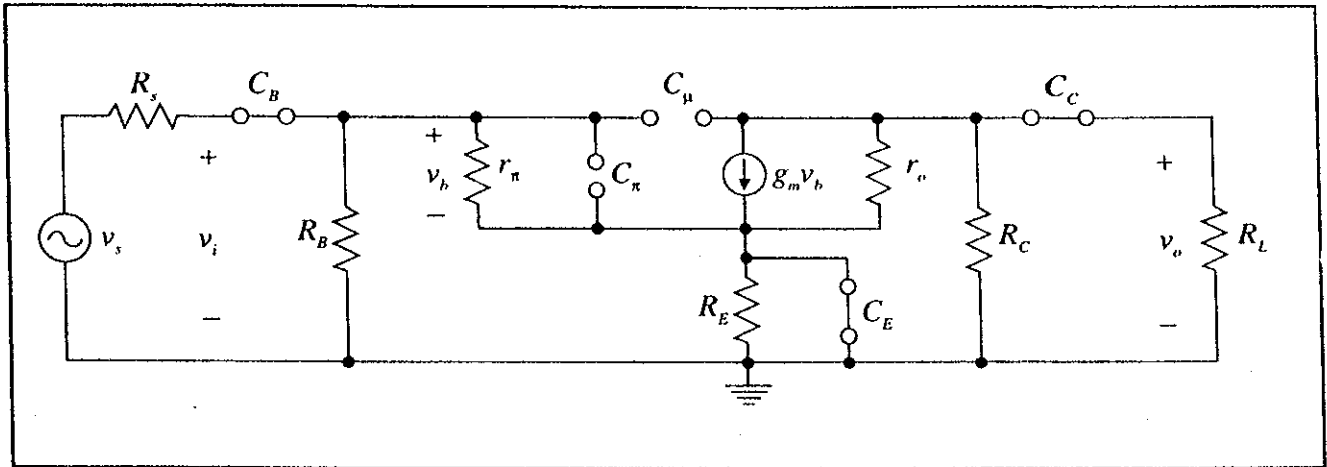 R_s
C_B
C_μ
C_C
+
v_s
v_i
−
R_B
+
v_b
−
r_π
C_π
g_m v_b
r_o
R_E
C_E
R_C
+
v_o
−
R_L